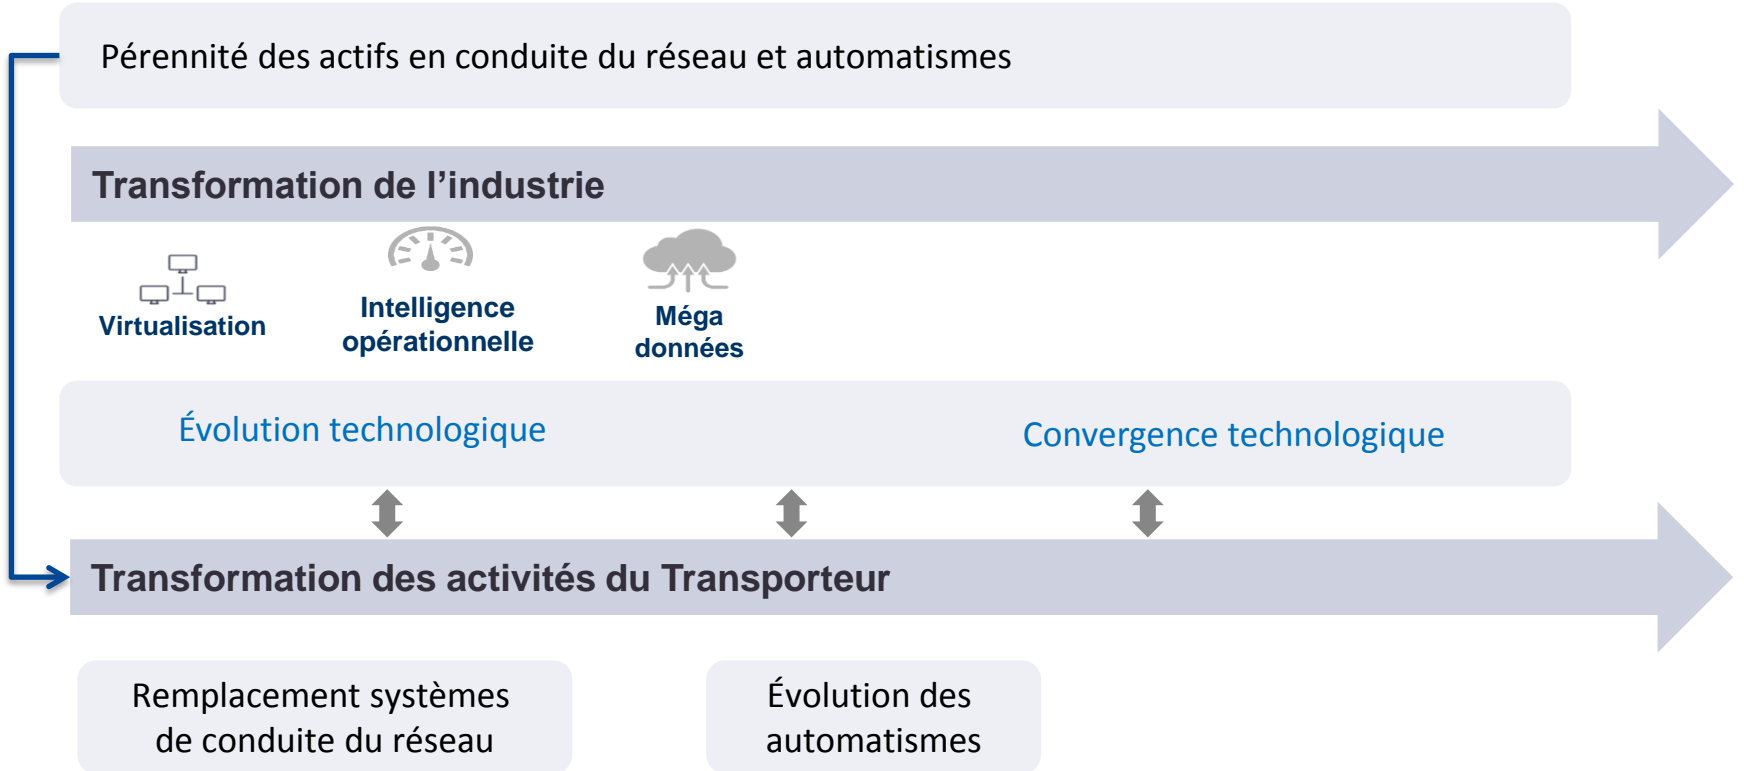 Pérennité des actifs en conduite du réseau et automatismes
Transformation de l’industrie
Virtualisation
Intelligence
opérationnelle
Méga
données
Évolution technologique
Convergence technologique
Transformation des activités du Transporteur
Remplacement systèmes
de conduite du réseau
Évolution des
automatismes